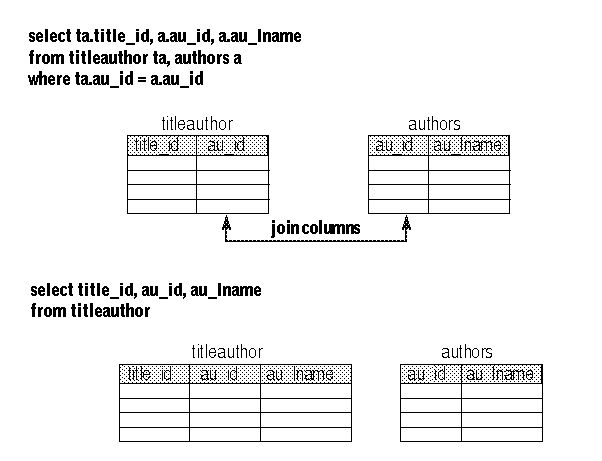 select ta.title_id, a.au_id, a.au_lname
from titleauthor ta, authors a
where ta.au_id = a.au_id
titleauthor authors
title_id au_id au_id au_lname
join columns
select title_id, au_id, au_lname
from titleauthor
titleauthor authors
title_id au_id au_lname au_id au_lname